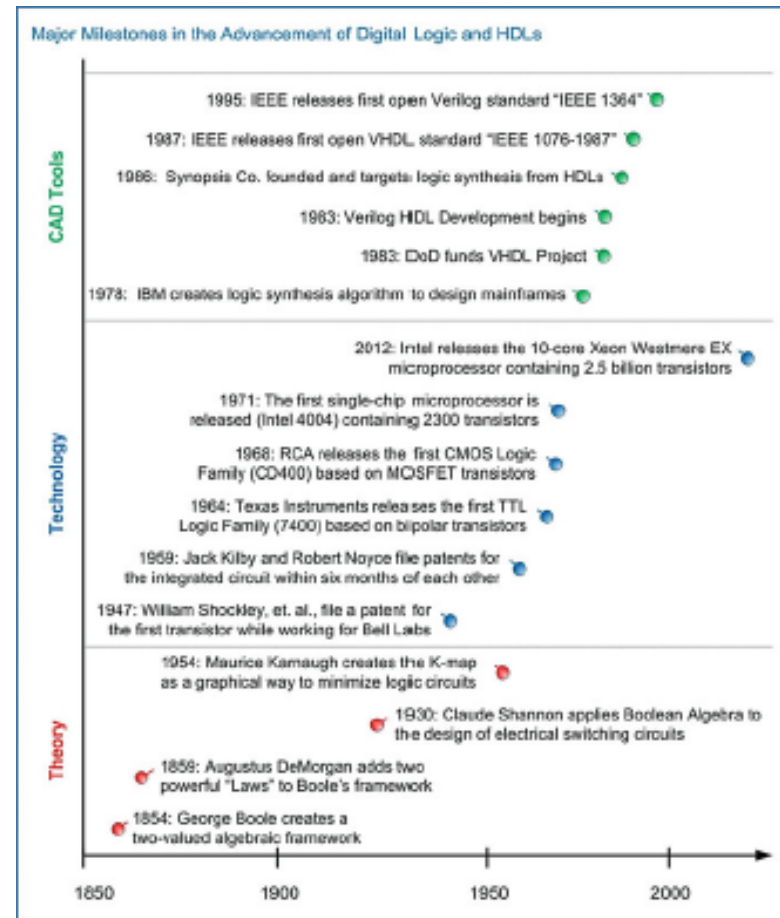 Major Milestones in the Advancement of Digital Logic and HDLs
CAD Tools
1995: IEEE releases first open Verilog standard "IEEE 1364"
1987: IEEE releases first open VHDL standard "IEEE 1076-1987"
1986: Synopsis Co. founded and targets logic synthesis from HDLs
1983: Verilog HDL Development begins
1983: DoD funds VHDL Project
1978: IBM creates logic synthesis algorithm to design mainframes
Technology
2012: Intel releases the 10-core Xeon Westmere EX
microprocessor containing 2.5 billion transistors
1971: The first single-chip microprocessor is
released (Intel 4004) containing 2300 transistors
1968: RCA releases the first CMOS Logic
Family (CD400) based on MOSFET transistors
1964: Texas Instruments releases the first TTL
Logic Family (7400) based on bipolar transistors
1959: Jack Kilby and Robert Noyce file patents for
the integrated circuit within six months of each other
1947: William Shockley, et. al., file a patent for
the first transistor while working for Bell Labs
Theory
1954: Maurice Karnaugh creates the K-map
as a graphical way to minimize logic circuits
1930: Claude Shannon applies Boolean Algebra to
the design of electrical switching circuits
1859: Augustus DeMorgan adds two
powerful "Laws" to Boole's framework
1854: George Boole creates a
two-valued algebraic framework
1850 1900 1950 2000